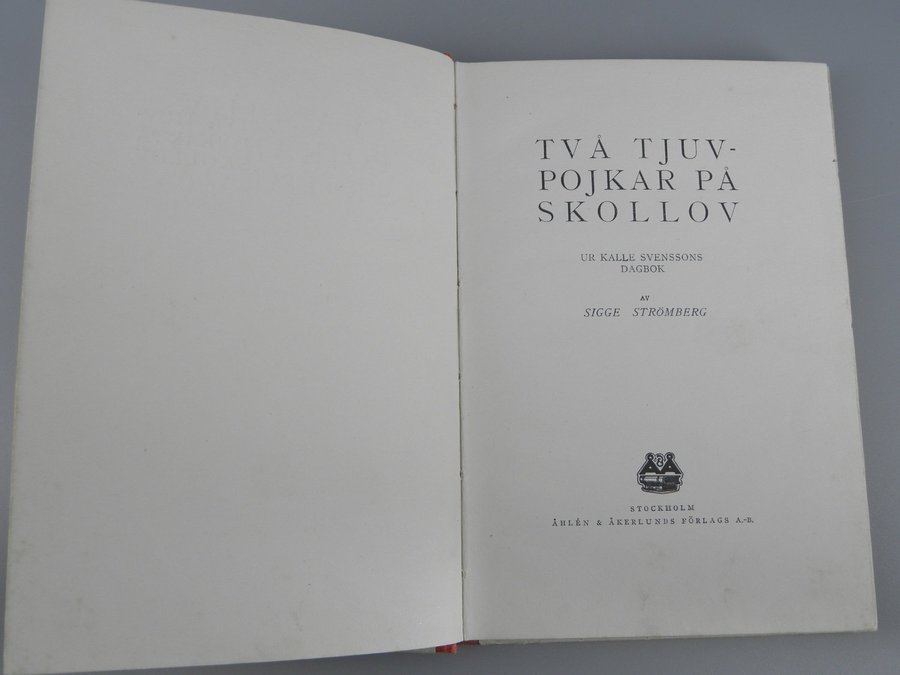 TVÅ TJUV-
POJKAR PÅ
SKOLLOV
UR KALLE SVENSSONS
DAGBOK
AV
SIGGE STRÖMBERG
Å&Å
STOCKHOLM
ÅHLÉN & ÅKERLUNDS FÖRLAGS A.-B.